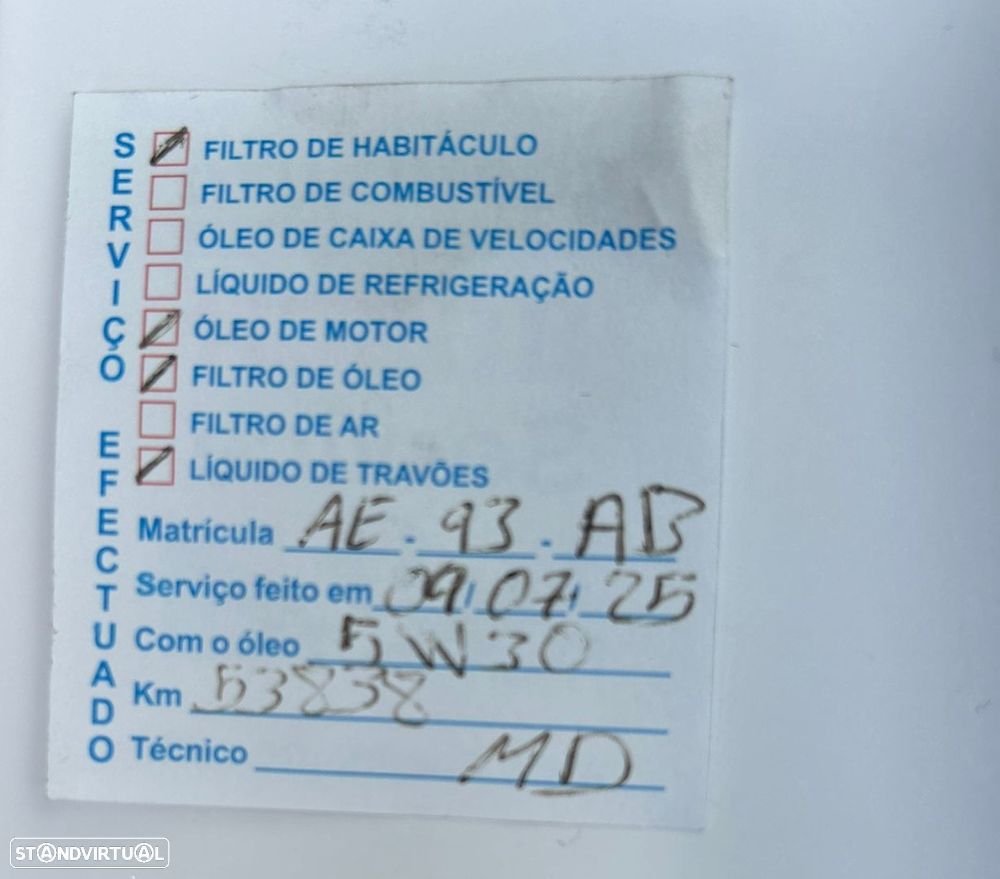 SERVIÇO EFECTUADO
FILTRO DE HABITÁCULO
FILTRO DE COMBUSTÍVEL
ÓLEO DE CAIXA DE VELOCIDADES
LÍQUIDO DE REFRIGERAÇÃO
ÓLEO DE MOTOR
FILTRO DE ÓLEO
FILTRO DE AR
LÍQUIDO DE TRAVÕES
Matrícula AE - 93 - AB
Serviço feito em 09/07/25
Com o óleo 5W30
Km 53838
Técnico MD
STANDVIRTUAL